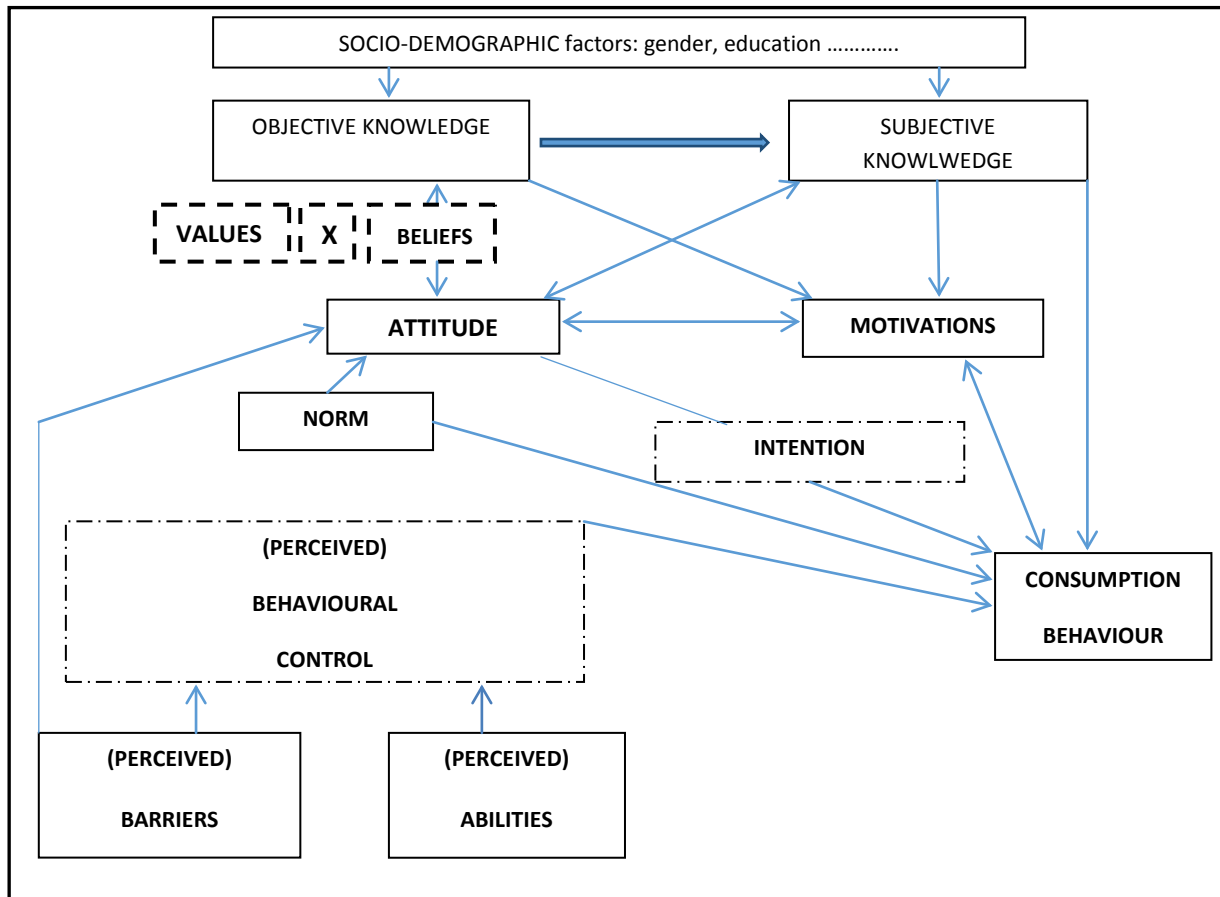 SOCIO-DEMOGRAPHIC factors: gender, education ………….
OBJECTIVE KNOWLEDGE
SUBJECTIVE
KNOWLWEDGE
VALUES
X
BELIEFS
ATTITUDE
MOTIVATIONS
NORM
INTENTION
(PERCEIVED)
BEHAVIOURAL
CONTROL
CONSUMPTION
BEHAVIOUR
(PERCEIVED)
BARRIERS
(PERCEIVED)
ABILITIES